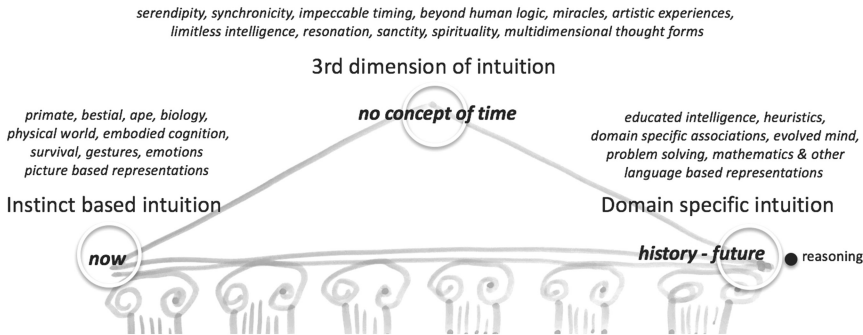 serendipity, synchronicity, impeccable timing, beyond human logic, miracles, artistic experiences,
limitless intelligence, resonation, sanctity, spirituality, multidimensional thought forms
3rd dimension of intuition
no concept of time
primate, bestial, ape, biology,
physical world, embodied cognition,
survival, gestures, emotions
picture based representations
Instinct based intuition
now
educated intelligence, heuristics,
domain specific associations, evolved mind,
problem solving, mathematics & other
language based representations
Domain specific intuition
history - future
reasoning